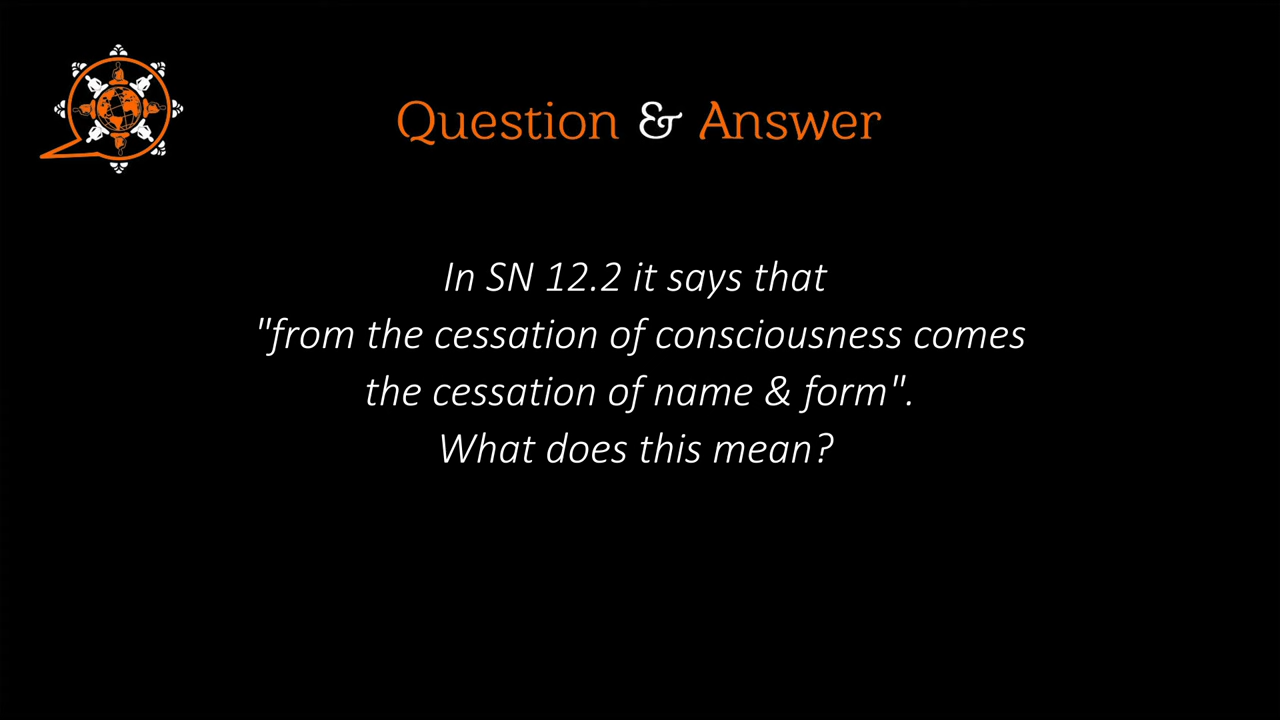 Question & Answer
In SN 12.2 it says that
"from the cessation of consciousness comes
the cessation of name & form".
What does this mean?